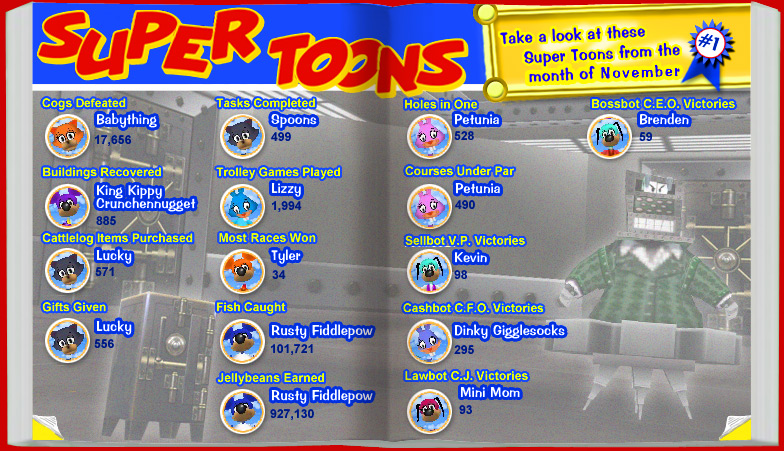 SUPER TOONS
Take a look at these
Super Toons from the
month of November
#1
Cogs Defeated
Babything
17,656
Buildings Recovered
King Kippy
Crunchennugget
885
Cattlelog Items Purchased
Lucky
571
Gifts Given
Lucky
556
Tasks Completed
Spoons
499
Trolley Games Played
Lizzy
1,994
Most Races Won
Tyler
34
Fish Caught
Rusty Fiddlepow
101,721
Jellybeans Earned
Rusty Fiddlepow
927,130
Holes in One
Petunia
528
Courses Under Par
Petunia
490
Sellbot V.P. Victories
Kevin
98
Cashbot C.F.O. Victories
Dinky Gigglesocks
295
Lawbot C.J. Victories
Mini Mom
93
Bossbot C.E.O. Victories
Brenden
59